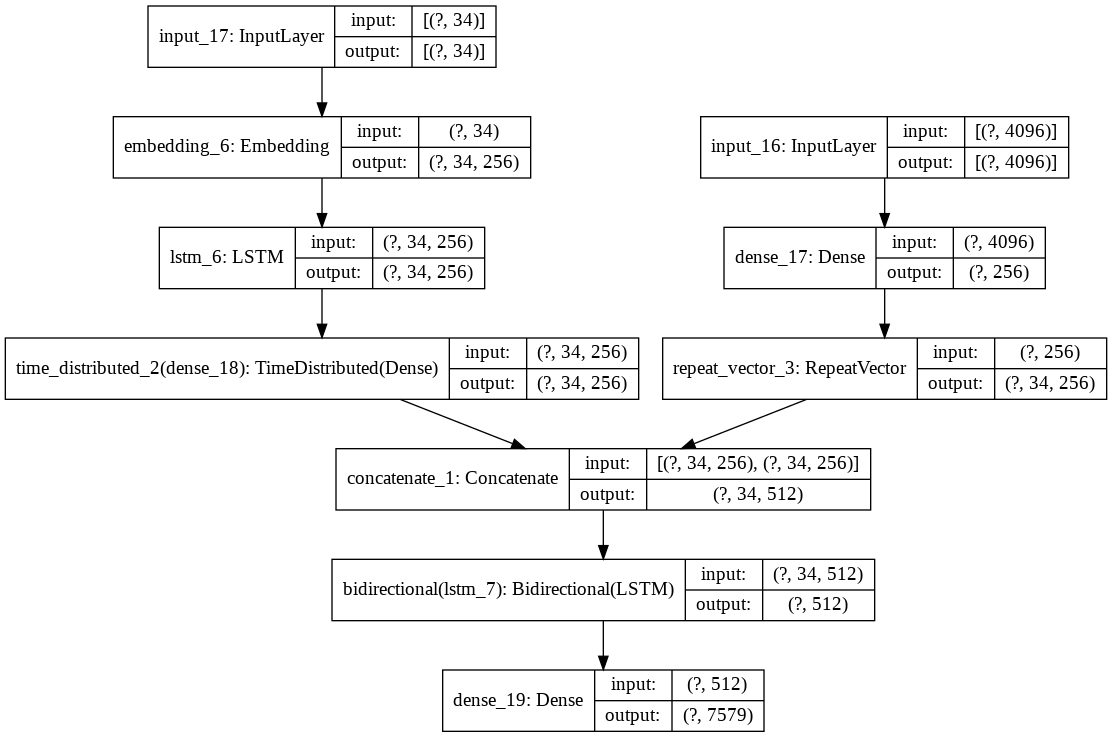 input_17: InputLayer
input: [(?, 34)]
output: [(?, 34)]
embedding_6: Embedding
input: (?, 34)
output: (?, 34, 256)
input_16: InputLayer
input: [(?, 4096)]
output: [(?, 4096)]
lstm_6: LSTM
input: (?, 34, 256)
output: (?, 34, 256)
dense_17: Dense
input: (?, 4096)
output: (?, 256)
time_distributed_2(dense_18): TimeDistributed(Dense)
input: (?, 34, 256)
output: (?, 34, 256)
repeat_vector_3: RepeatVector
input: (?, 256)
output: (?, 34, 256)
concatenate_1: Concatenate
input: [(?, 34, 256), (?, 34, 256)]
output: (?, 34, 512)
bidirectional(lstm_7): Bidirectional(LSTM)
input: (?, 34, 512)
output: (?, 512)
dense_19: Dense
input: (?, 512)
output: (?, 7579)